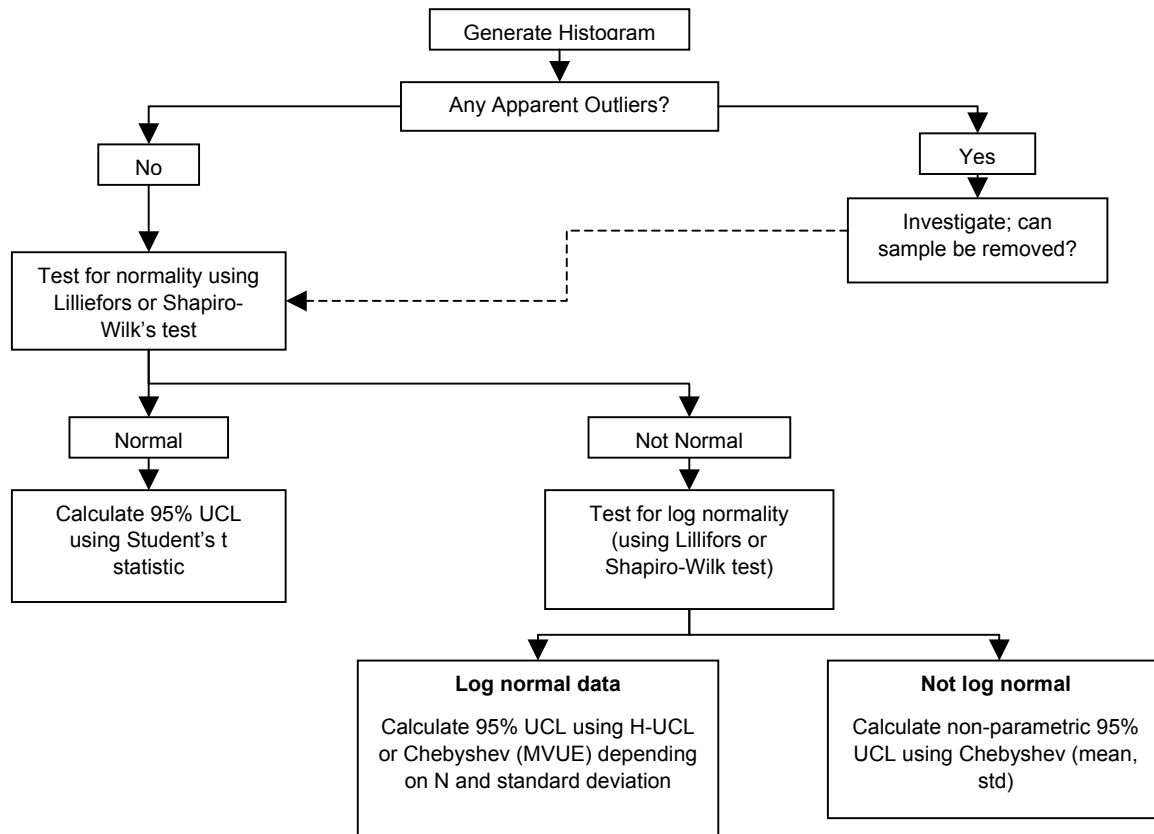 Generate Histogram
Any Apparent Outliers?
No
Yes
Investigate; can
sample be removed?
Test for normality using
Lilliefors or Shapiro-
Wilk’s test
Normal
Not Normal
Calculate 95% UCL
using Student’s t
statistic
Test for log normality
(using Lillifors or
Shapiro-Wilk test)
Log normal data
Calculate 95% UCL using H-UCL
or Chebyshev (MVUE) depending
on N and standard deviation
Not log normal
Calculate non-parametric 95%
UCL using Chebyshev (mean,
std)